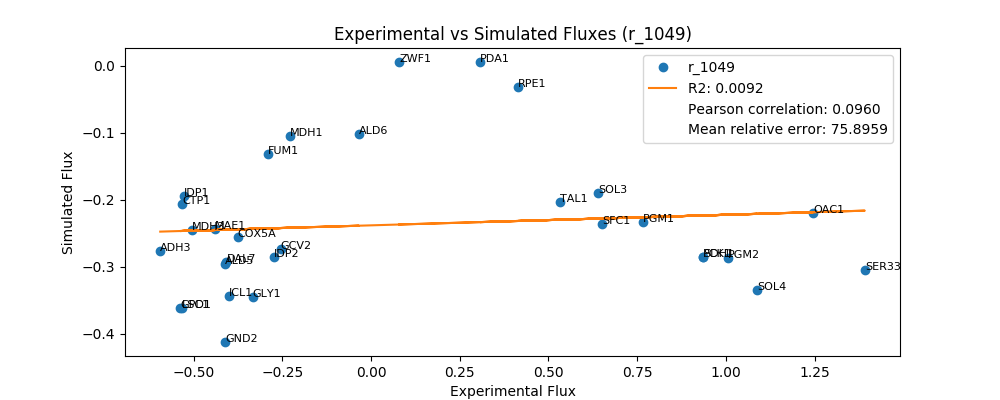 Experimental vs Simulated Fluxes (r_1049)
r_1049
R2: 0.0092
Pearson correlation: 0.0960
Mean relative error: 75.8959
ZWF1
PDA1
RPE1
ALD6
MDH1
FUM1
IDP1
CTP1
SOL3
TAL1
OAC1
SFC1
PGM1
MAE1
COX5A
ADH3
GCV2
IDP2
DAL7
ALD5
PGM2
SER33
SOL4
ICL1
GLY1
GND2
0.0
−0.1
−0.2
−0.3
−0.4
Simulated Flux
−0.50
−0.25
0.00
0.25
0.50
0.75
1.00
1.25
Experimental Flux